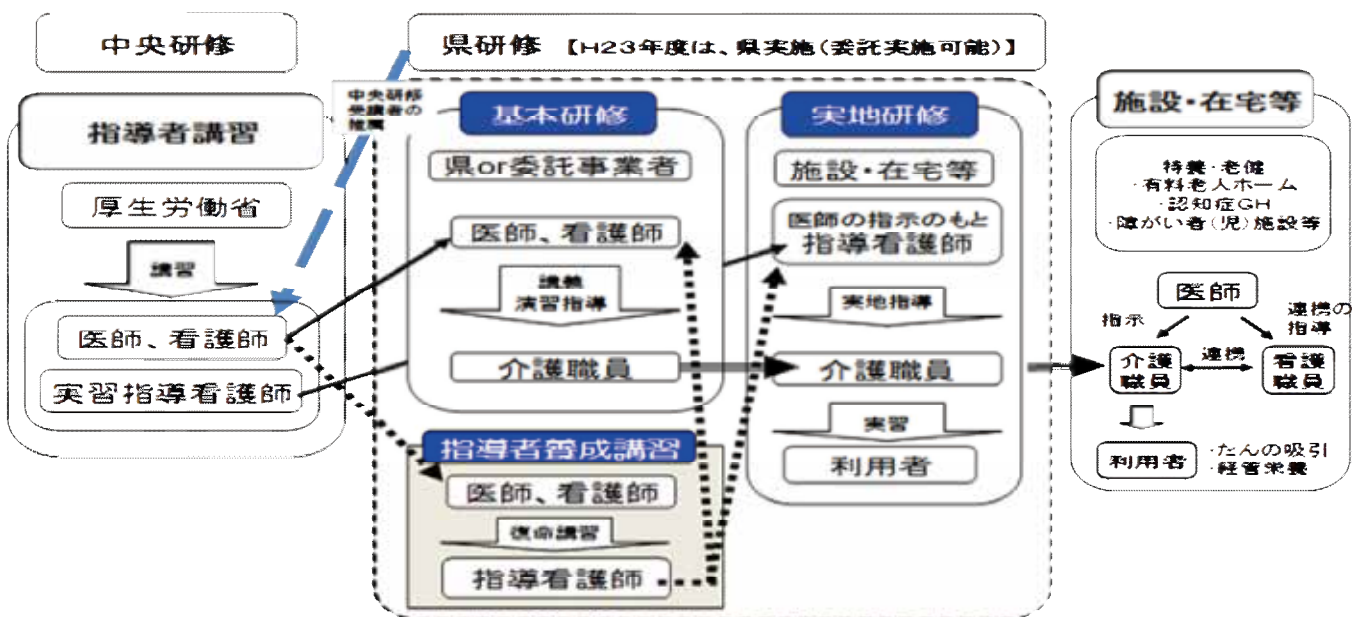 中央研修
指導者講習
厚生労働省
講習
医師、看護師
実習指導看護師
県研修 【H23年度は、県実施(委託実施可能)】
中央研修
受講者の
推薦
基本研修
県or委託事業者
医師、看護師
講義
演習指導
介護職員
指導者養成講習
医師、看護師
復命講習
指導看護師
実地研修
施設・在宅等
医師の指示のもと
指導看護師
実地指導
介護職員
実習
利用者
施設・在宅等
特養・老健
・有料老人ホーム
・認知症GH
・障がい者(児)施設等
医師
指示
連携の
指導
介護
職員
連携
看護
職員
利用者
・たんの吸引
・経管栄養